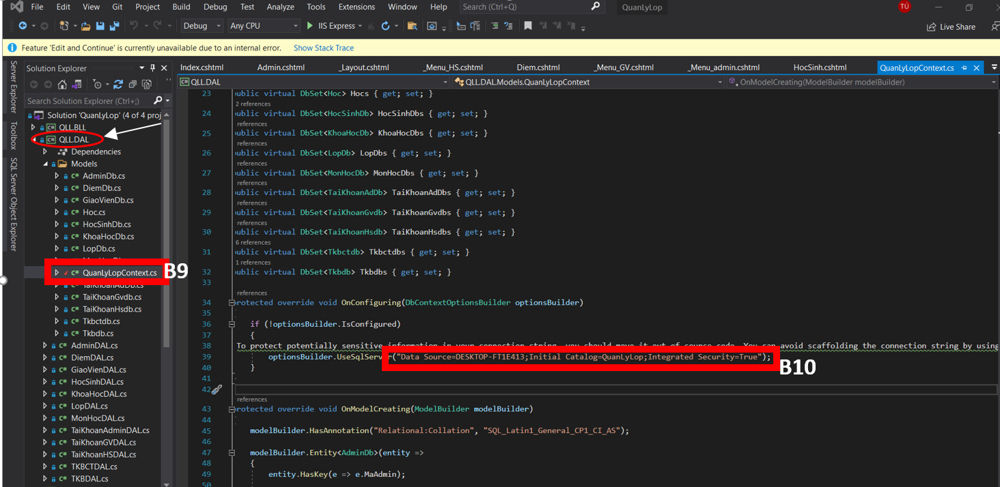 File Edit View Git Project Build Debug Test Analyze Tools Extensions Window Help Search (Ctrl+Q) QuanLyLop TÚ
Debug Any CPU IIS Express Live Share
Feature 'Edit and Continue' is currently unavailable due to an internal error. Show Stack Trace
Server Explorer
Toolbox
SQL Server Object Explorer
Solution Explorer
Search Solution Explorer (Ctrl+;)
Solution 'QuanLyLop' (4 of 4 proj
QLL.BLL
QLL.DAL
Dependencies
Models
AdminDb.cs
DiemDb.cs
GiaoVienDb.cs
Hoc.cs
HocSinhDb.cs
KhoaHocDb.cs
LopDb.cs
QuanLyLopContext.cs
B9
TaiKhoanAdDb.cs
TaiKhoanGvdb.cs
TaiKhoanHsdb.cs
Tkbctdb.cs
Tkbdb.cs
AdminDAL.cs
DiemDAL.cs
GiaoVienDAL.cs
HocSinhDAL.cs
KhoaHocDAL.cs
LopDAL.cs
MonHocDAL.cs
TaiKhoanAdminDAL.cs
TaiKhoanGVDAL.cs
TaiKhoanHSDAL.cs
TKBCTDAL.cs
TKBDAL.cs
Index.cshtml Admin.cshtml _Layout.cshtml _Menu_HS.cshtml Diem.cshtml _Menu_GV.cshtml _Menu_admin.cshtml HocSinh.cshtml QuanLyLopContext.cs
QLL.DAL QLL.DAL.Models.QuanLyLopContext OnModelCreating(ModelBuilder modelBuilder)
23 public virtual DbSet<Hoc> Hocs { get; set; }
2 references
24 public virtual DbSet<HocSinhDb> HocSinhDbs { get; set; }
references
25 public virtual DbSet<KhoaHocDb> KhoaHocDbs { get; set; }
references
26 public virtual DbSet<LopDb> LopDbs { get; set; }
references
27 public virtual DbSet<MonHocDb> MonHocDbs { get; set; }
references
28 public virtual DbSet<TaiKhoanAdDb> TaiKhoanAdDbs { get; set; }
references
29 public virtual DbSet<TaiKhoanGvdb> TaiKhoanGvdbs { get; set; }
references
30 public virtual DbSet<TaiKhoanHsdb> TaiKhoanHsdbs { get; set; }
6 references
31 public virtual DbSet<Tkbctdb> Tkbctdbs { get; set; }
1 references
32 public virtual DbSet<Tkbdb> Tkbdbs { get; set; }
33
references
34 protected override void OnConfiguring(DbContextOptionsBuilder optionsBuilder)
35
36 if (!optionsBuilder.IsConfigured)
37 {
38 To protect potentially sensitive information in your connection string, you should move it out of source code. You can avoid scaffolding the connection string by using
39 optionsBuilder.UseSqlServer("Data Source=DESKTOP-FT1E413;Initial Catalog=QuanLyLop;Integrated Security=True");
B10
40 }
41
42
references
43 protected override void OnModelCreating(ModelBuilder modelBuilder)
44
45 modelBuilder.HasAnnotation("Relational:Collation", "SQL_Latin1_General_CP1_CI_AS");
46
47 modelBuilder.Entity<AdminDb>(entity =>
48 {
49 entity.HasKey(e => e.MaAdmin);
50